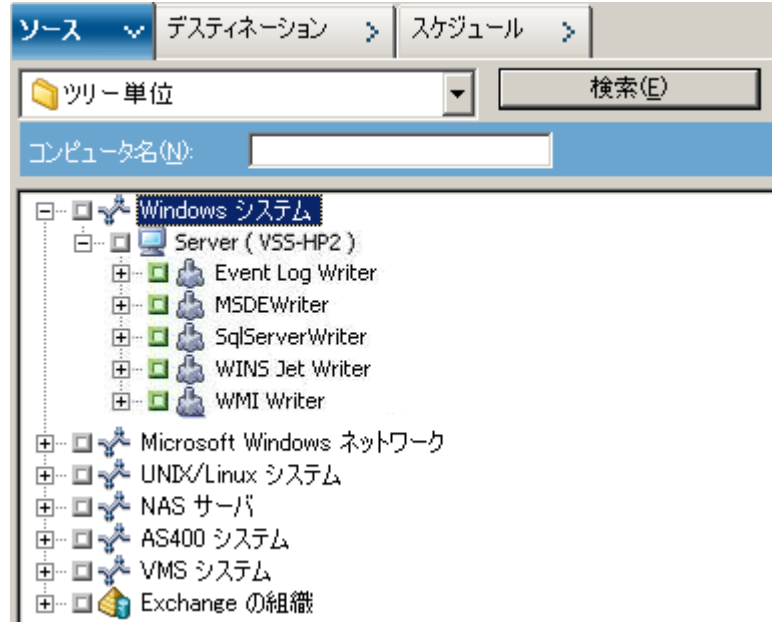 ソース デスティネーション スケジュール
ツリー単位 検索(E)
コンピュータ名(N):
Windows システム
Server ( VSS-HP2 )
Event Log Writer
MSDEWriter
SqlServerWriter
WINS Jet Writer
WMI Writer
Microsoft Windows ネットワーク
UNIX/Linux システム
NAS サーバ
AS400 システム
VMS システム
Exchange の組織